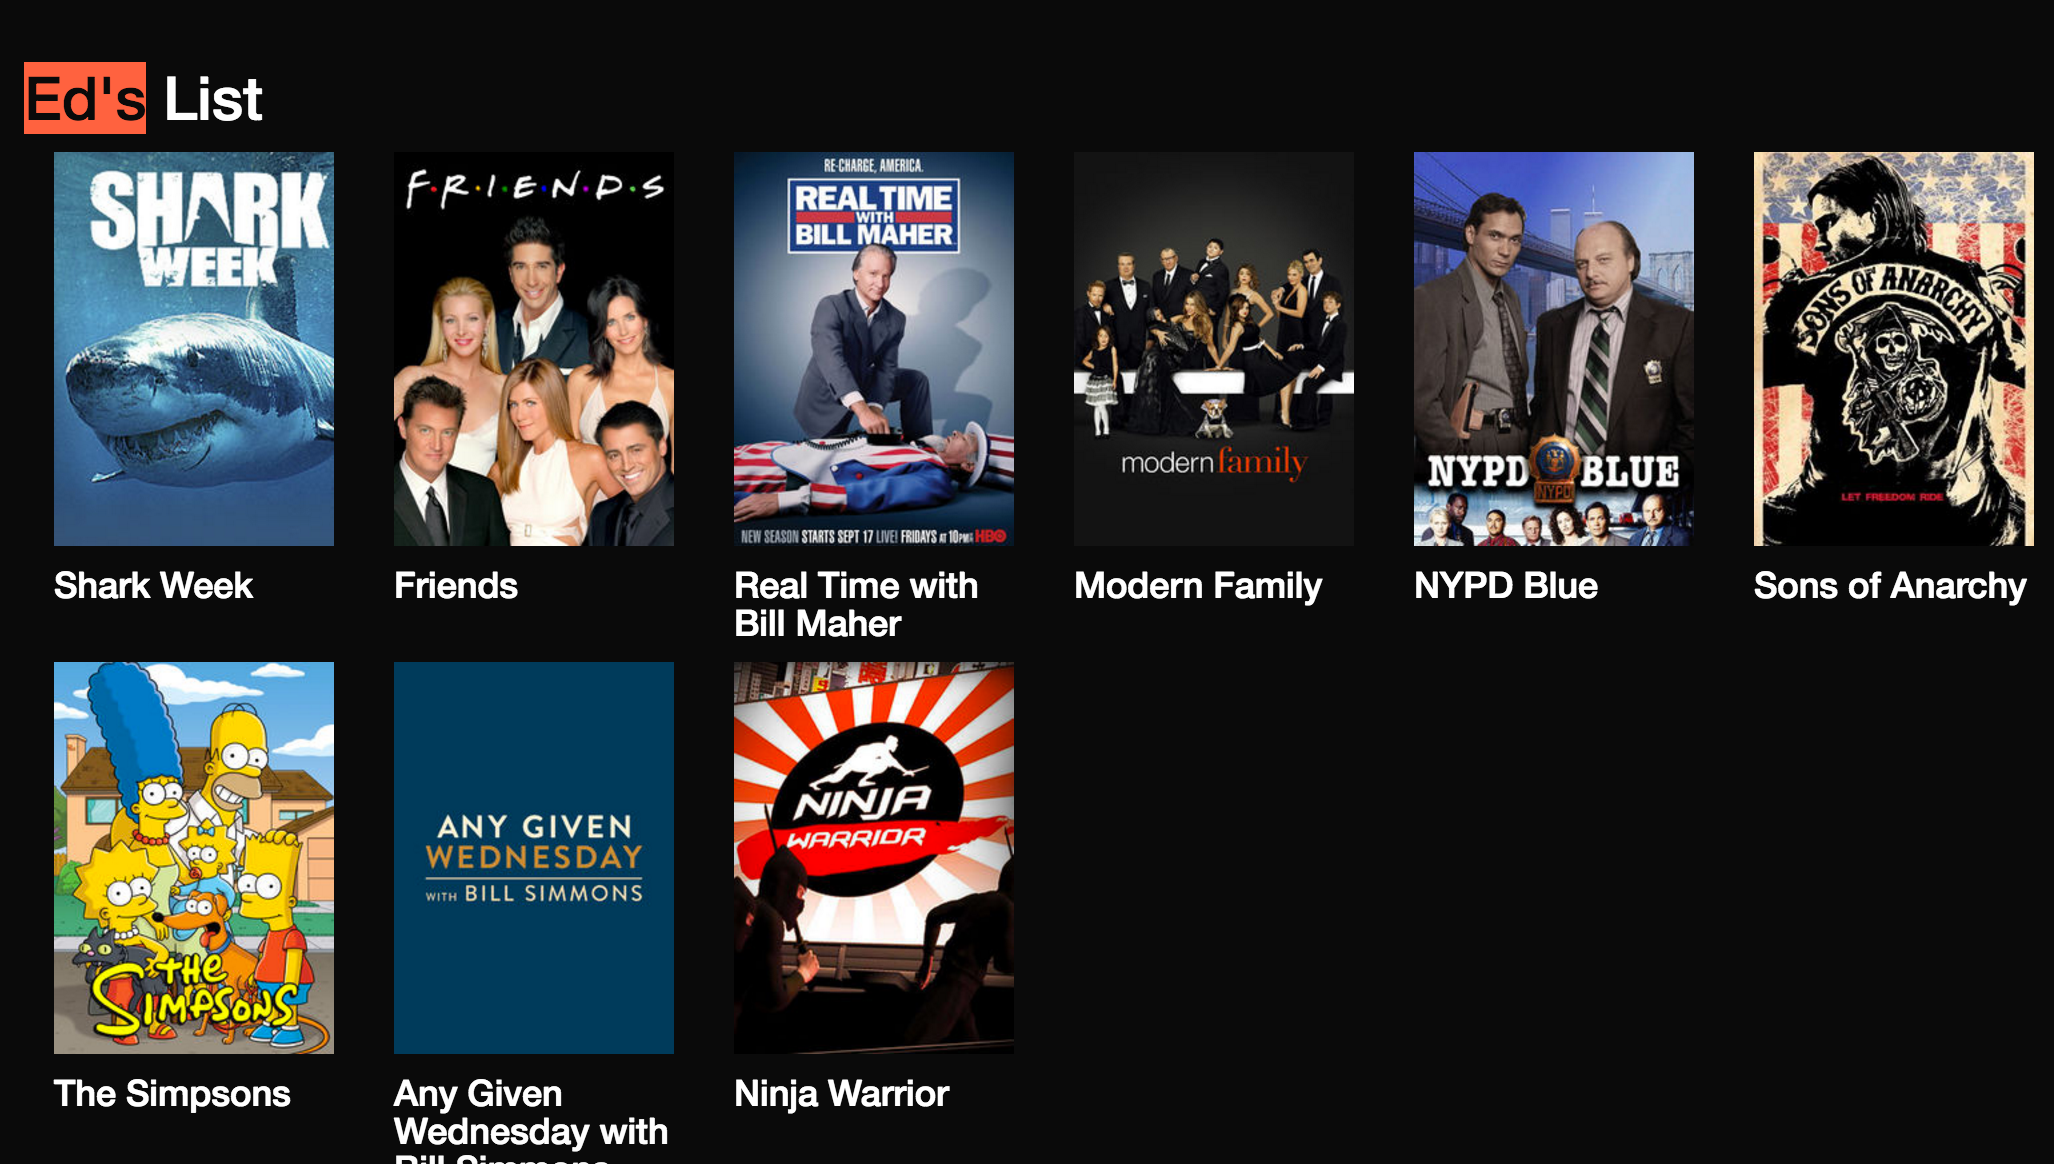 Ed's List
SHARK
WEEK
F·R·I·E·N·D·S
RE-CHARGE, AMERICA.
REAL TIME
WITH
BILL MAHER
NEW SEASON STARTS SEPT 17 LIVE! FRIDAYS AT 10PM HBO
modern family
NYPD BLUE
NYPD
SONS OF ANARCHY
LET FREEDOM RIDE
Shark Week
Friends
Real Time with
Bill Maher
Modern Family
NYPD Blue
Sons of Anarchy
THE
SIMPSONS
ANY GIVEN
WEDNESDAY
WITH BILL SIMMONS
NINJA
WARRIOR
The Simpsons
Any Given
Wednesday with
Bill Simmons
Ninja Warrior